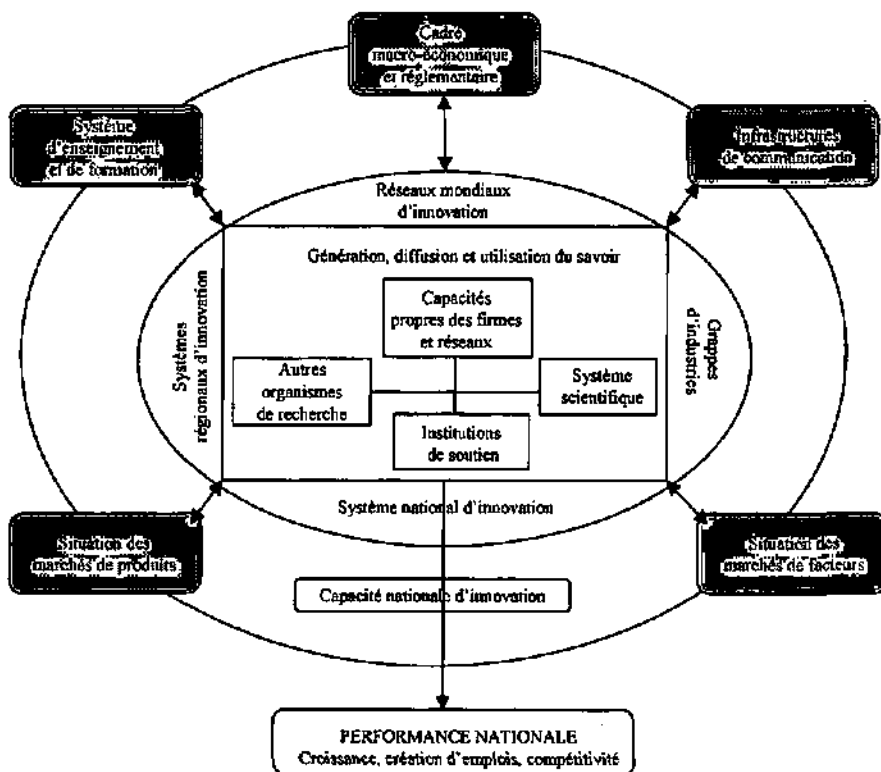 Cadre
macro-économique
et réglementaire
Système
d'enseignement
et de formation
Infrastructures
de communication
Réseaux mondiaux
d'innovation
Génération, diffusion et utilisation du savoir
Capacités
propres des firmes
et réseaux
Systèmes
régionaux d'innovation
Grappes
d'industries
Autres
organismes
de recherche
Système
scientifique
Institutions
de soutien
Système national d'innovation
Situation des
marchés de produits
Situation des
marchés de facteurs
Capacité nationale d'innovation
PERFORMANCE NATIONALE
Croissance, création d'emplois, compétitivité